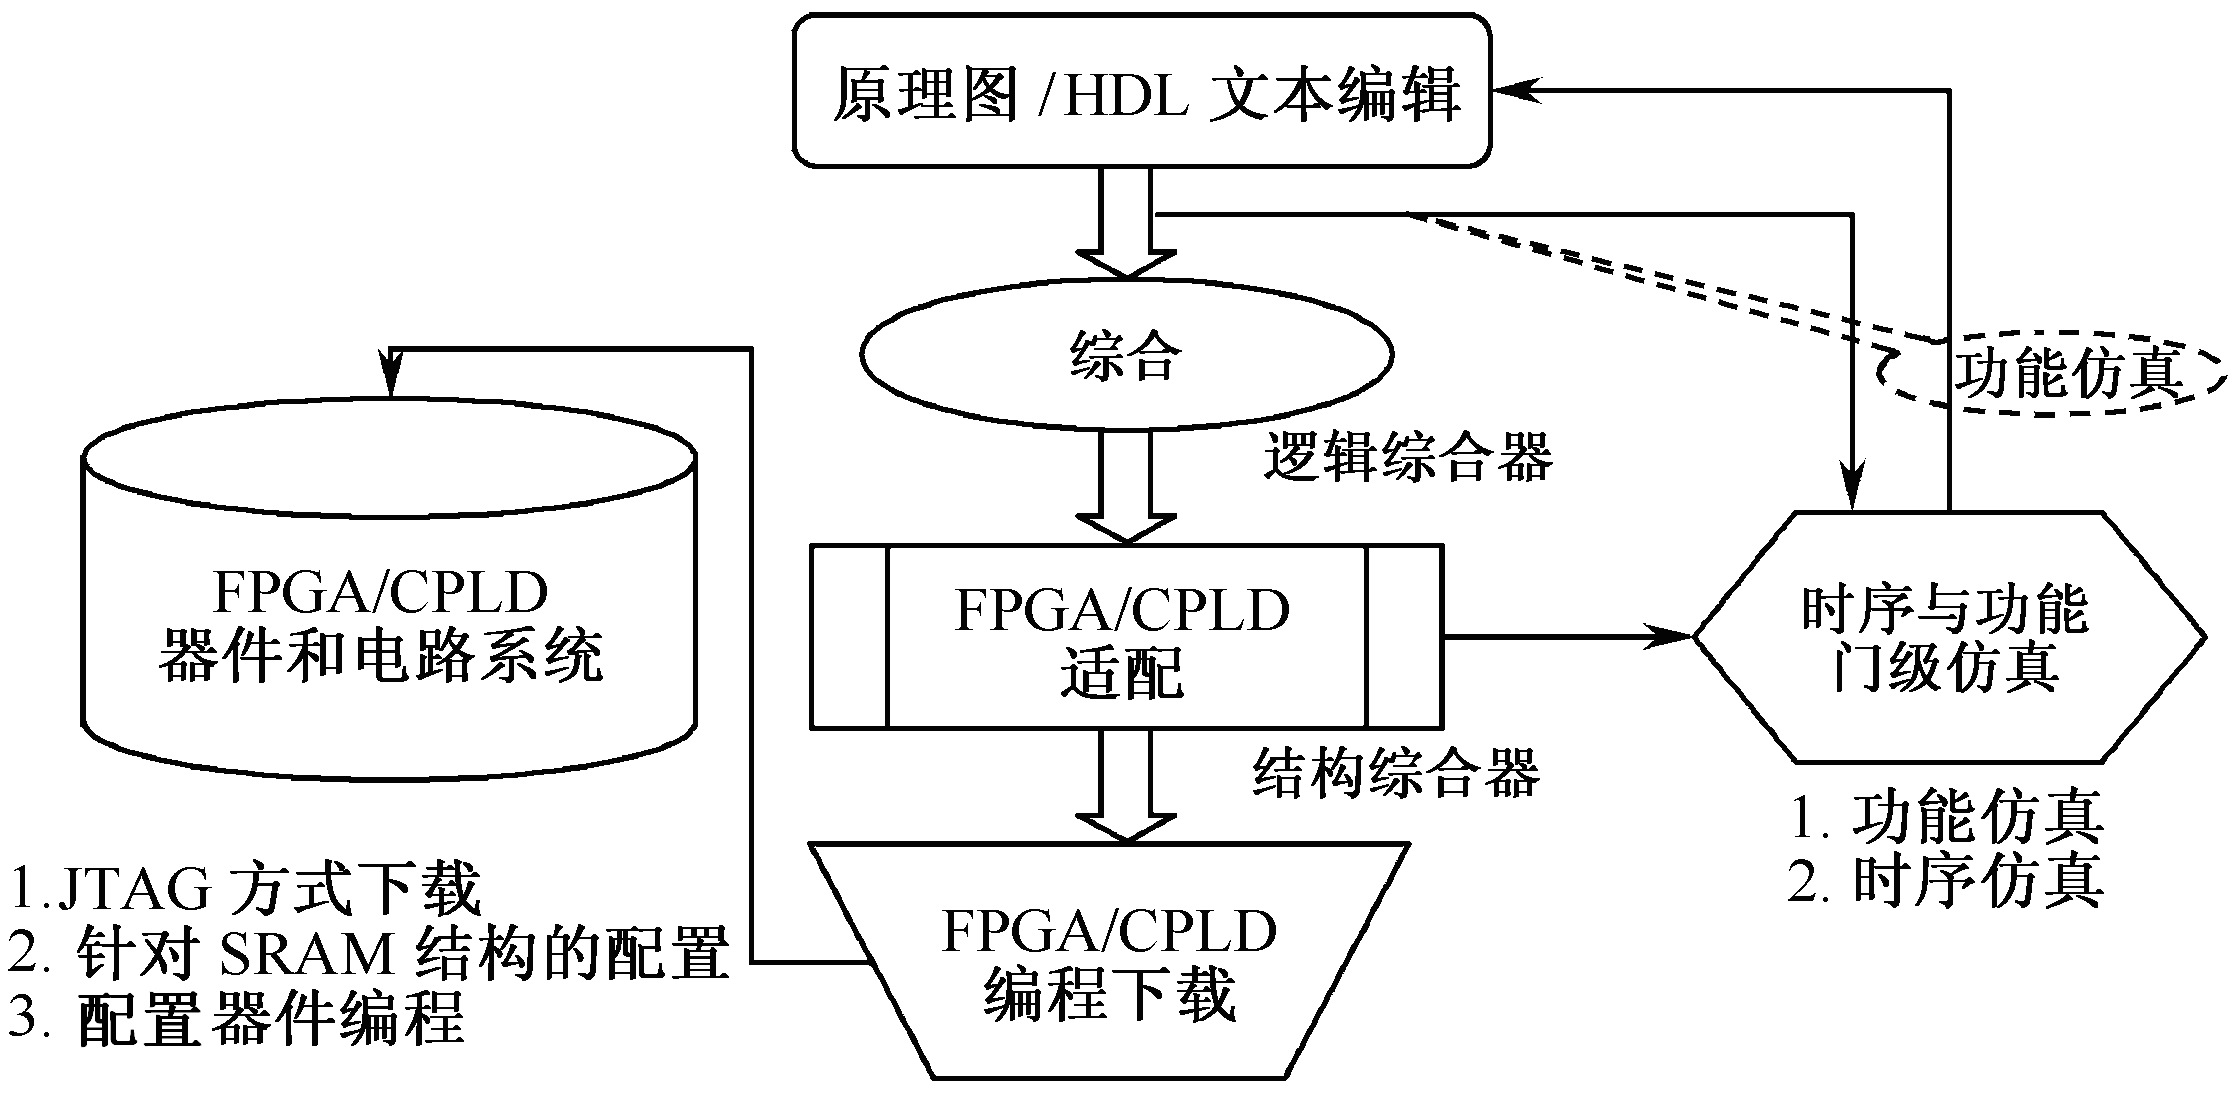 原理图 /HDL 文本编辑
综合
功能仿真
逻辑综合器
FPGA/CPLD
器件和电路系统
FPGA/CPLD
适配
时序与功能
门级仿真
结构综合器
1. 功能仿真
2. 时序仿真
1.JTAG 方式下载
2. 针对 SRAM 结构的配置
3. 配置器件编程
FPGA/CPLD
编程下载